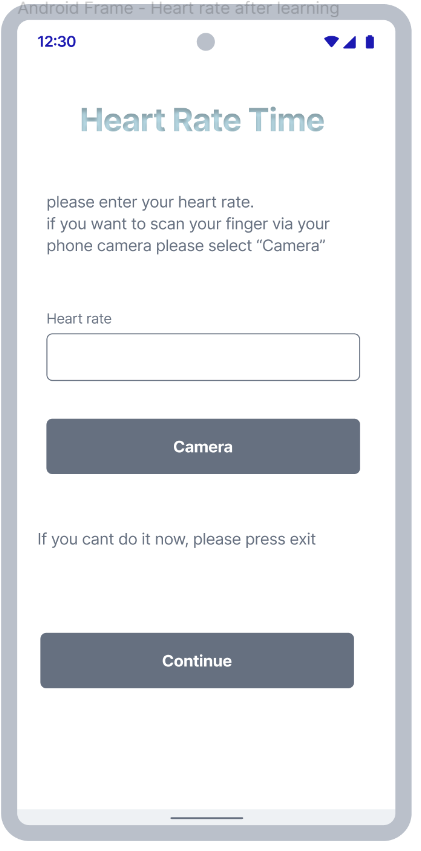 Android Frame - Heart rate after learning
12:30
Heart Rate Time
please enter your heart rate.
if you want to scan your finger via your
phone camera please select “Camera”
Heart rate
Camera
If you cant do it now, please press exit
Continue